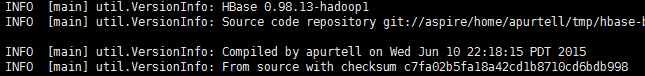 INFO  [main] util.VersionInfo: HBase 0.98.13-hadoop1
INFO  [main] util.VersionInfo: Source code repository git://aspire/home/apurtell/tmp/hbase-
INFO  [main] util.VersionInfo: Compiled by apurtell on Wed Jun 10 22:18:15 PDT 2015
INFO  [main] util.VersionInfo: From source with checksum c7fa02b5fa18a42cd1b8710cd6bdb998